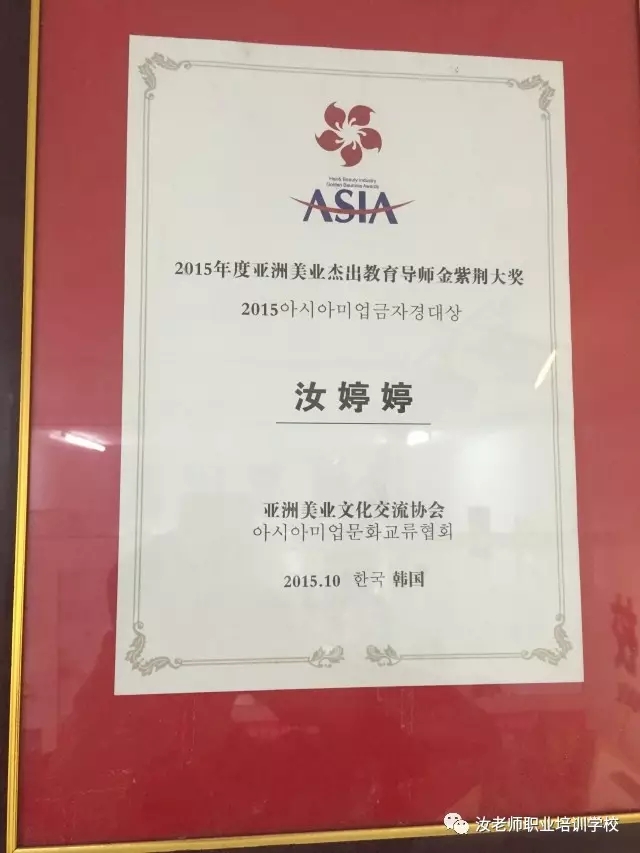 ASIA
2015年度亚洲美业杰出教育导师金紫荆大奖
2015아시아미업금자경대상
汝婷婷
亚洲美业文化交流协会
아시아미업문화교류협회
2015.10 한국 韩国
汝老师职业培训学校